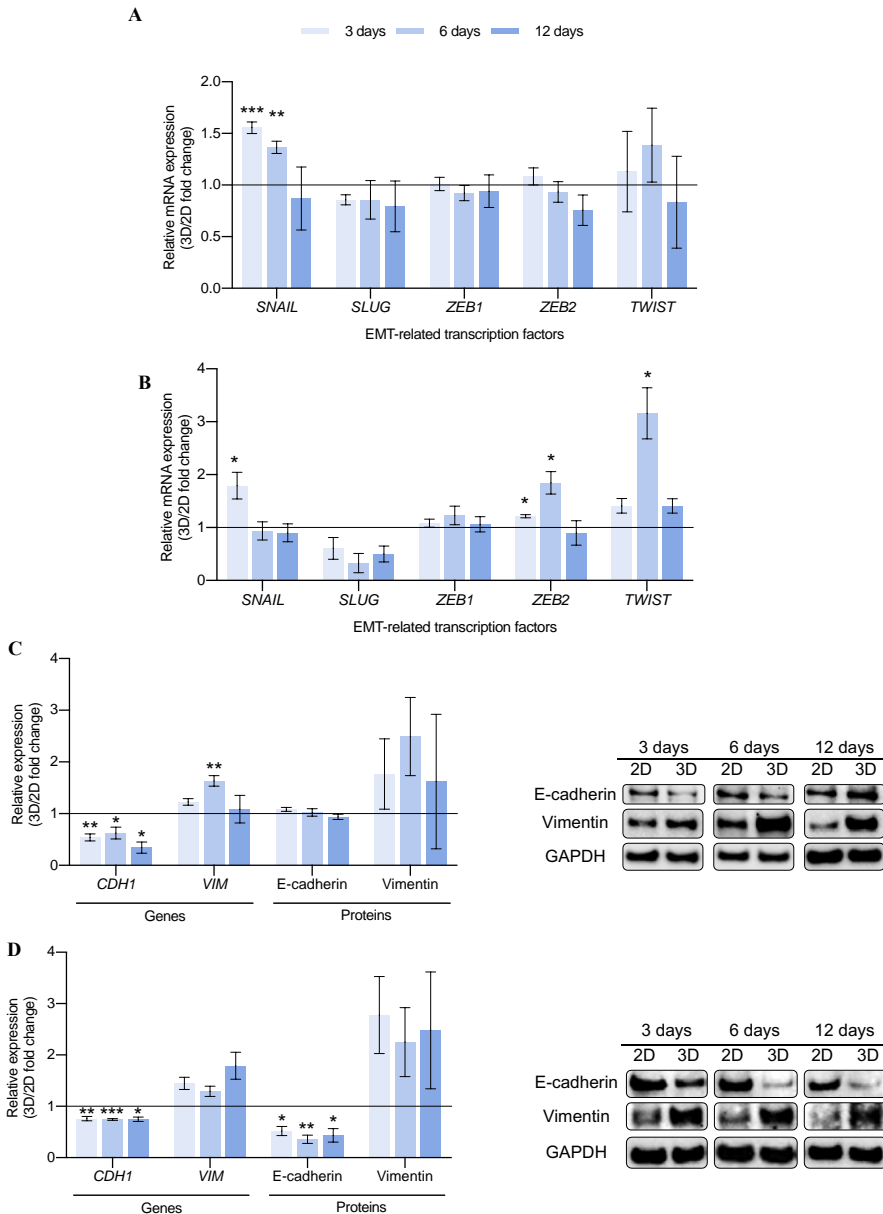 A
3 days 6 days 12 days
Relative mRNA expression
(3D/2D fold change)
2.0
1.5
1.0
0.5
0.0
*** **
SNAIL SLUG ZEB1 ZEB2 TWIST
EMT-related transcription factors
B
Relative mRNA expression
(3D/2D fold change)
4
3
2
1
0
* * * *
SNAIL SLUG ZEB1 ZEB2 TWIST
EMT-related transcription factors
C
Relative expression
(3D/2D fold change)
4
3
2
1
0
** * * **
CDH1 VIM E-cadherin Vimentin
Genes Proteins
3 days 6 days 12 days
2D 3D 2D 3D 2D 3D
E-cadherin
Vimentin
GAPDH
D
Relative expression
(3D/2D fold change)
4
3
2
1
0
** *** * * ** *
CDH1 VIM E-cadherin Vimentin
Genes Proteins
3 days 6 days 12 days
2D 3D 2D 3D 2D 3D
E-cadherin
Vimentin
GAPDH